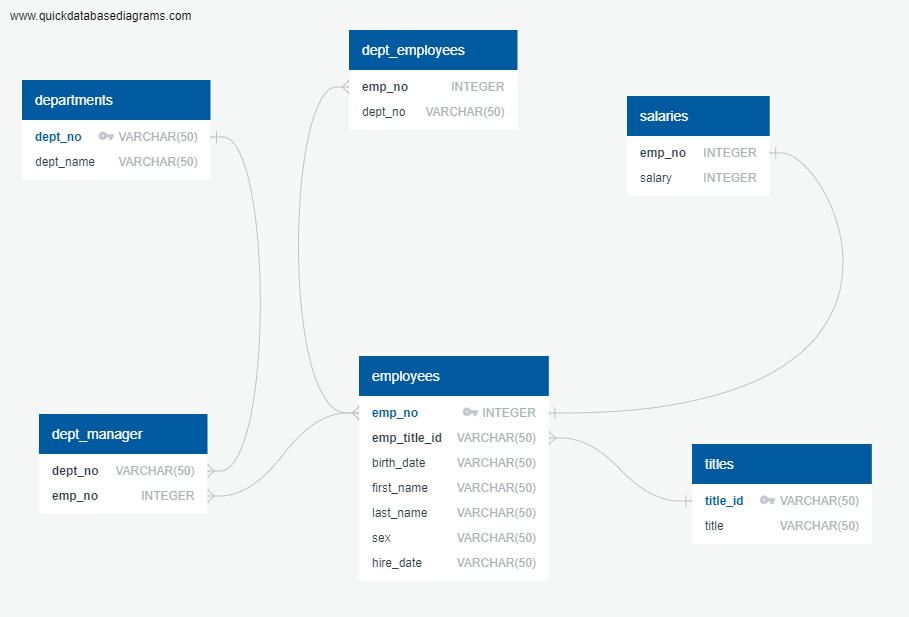 www.quickdatabasediagrams.com
departments
dept_no VARCHAR(50)
dept_name VARCHAR(50)
dept_employees
emp_no INTEGER
dept_no VARCHAR(50)
salaries
emp_no INTEGER
salary INTEGER
dept_manager
dept_no VARCHAR(50)
emp_no INTEGER
employees
emp_no INTEGER
emp_title_id VARCHAR(50)
birth_date VARCHAR(50)
first_name VARCHAR(50)
last_name VARCHAR(50)
sex VARCHAR(50)
hire_date VARCHAR(50)
titles
title_id VARCHAR(50)
title VARCHAR(50)